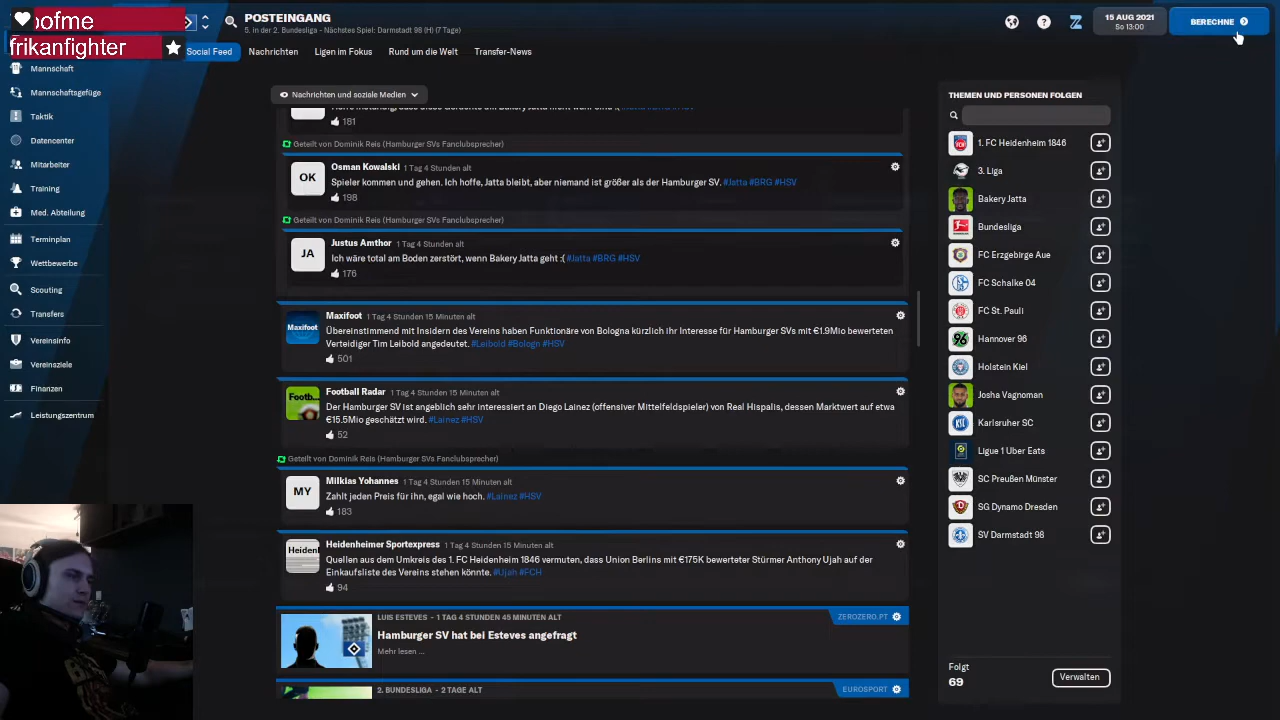 oofme
frikanfighter
POSTEINGANG
5. in der 2. Bundesliga - Nächstes Spiel: Darmstadt 98 (H) (7 Tage)
15 AUG 2021
So 13:00
BERECHNE
Social Feed
Nachrichten
Ligen im Fokus
Rund um die Welt
Transfer-News
Mannschaft
Mannschaftsgefüge
Taktik
Datencenter
Mitarbeiter
Training
Med. Abteilung
Terminplan
Wettbewerbe
Scouting
Transfers
Vereinsinfo
Vereinsziele
Finanzen
Leistungszentrum
Nachrichten und soziale Medien
181
Geteilt von Dominik Reis (Hamburger SVs Fanclubsprecher)
OK
Osman Kowalski 1 Tag 4 Stunden alt
Spieler kommen und gehen. Ich hoffe, Jatta bleibt, aber niemand ist größer als der Hamburger SV. #Jatta #BRG #HSV
198
Geteilt von Dominik Reis (Hamburger SVs Fanclubsprecher)
JA
Justus Amthor 1 Tag 4 Stunden alt
Ich wäre total am Boden zerstört, wenn Bakery Jatta geht :( #Jatta #BRG #HSV
176
Maxifoot
Maxifoot 1 Tag 4 Stunden 15 Minuten alt
Übereinstimmend mit Insidern des Vereins haben Funktionäre von Bologna kürzlich ihr Interesse für Hamburger SVs mit €1.9Mio bewerteten
Verteidiger Tim Leibold angedeutet. #Leibold #Bologn #HSV
501
Footb..
Football Radar 1 Tag 4 Stunden 15 Minuten alt
Der Hamburger SV ist angeblich sehr interessiert an Diego Lainez (offensiver Mittelfeldspieler) von Real Hispalis, dessen Marktwert auf etwa
€15.5Mio geschätzt wird. #Lainez #HSV
52
Geteilt von Dominik Reis (Hamburger SVs Fanclubsprecher)
MY
Milkias Yohannes 1 Tag 4 Stunden 15 Minuten alt
Zahlt jeden Preis für ihn, egal wie hoch. #Lainez #HSV
183
Heideni
Heidenheimer Sportexpress 1 Tag 4 Stunden 15 Minuten alt
Quellen aus dem Umkreis des 1. FC Heidenheim 1846 vermuten, dass Union Berlins mit €175K bewerteter Stürmer Anthony Ujah auf der
Einkaufsliste des Vereins stehen könnte. #Ujah #FCH
94
LUIS ESTEVES - 1 TAG 4 STUNDEN 45 MINUTEN ALT
ZEROZERO.PT
Hamburger SV hat bei Esteves angefragt
Mehr lesen ...
2. BUNDESLIGA - 2 TAGE ALT
EUROSPORT
THEMEN UND PERSONEN FOLGEN
1. FC Heidenheim 1846
3. Liga
Bakery Jatta
Bundesliga
FC Erzgebirge Aue
FC Schalke 04
FC St. Pauli
Hannover 96
Holstein Kiel
Josha Vagnoman
Karlsruher SC
Ligue 1 Uber Eats
SC Preußen Münster
SG Dynamo Dresden
SV Darmstadt 98
Folgt
69
Verwalten